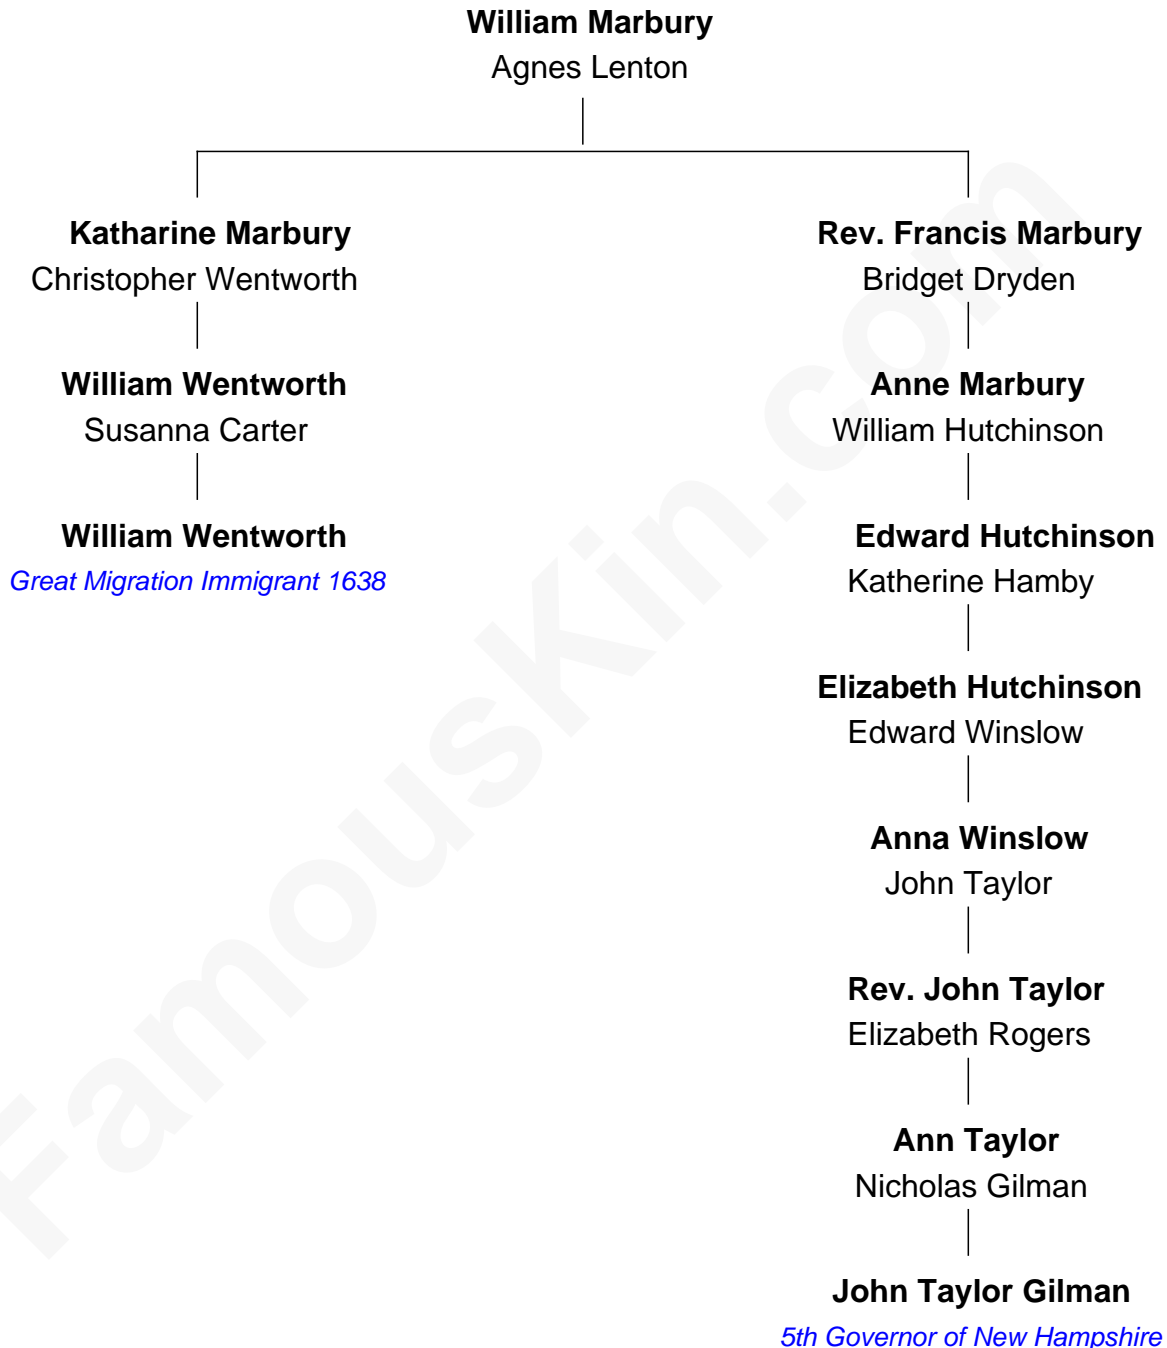 William Marbury
Agnes Lenton
Katharine Marbury
Christopher Wentworth
Rev. Francis Marbury
Bridget Dryden
William Wentworth
Susanna Carter
Anne Marbury
William Hutchinson
William Wentworth
Great Migration Immigrant 1638
Edward Hutchinson
Katherine Hamby
Elizabeth Hutchinson
Edward Winslow
Anna Winslow
John Taylor
Rev. John Taylor
Elizabeth Rogers
Ann Taylor
Nicholas Gilman
John Taylor Gilman
5th Governor of New Hampshire
FamousKin.com